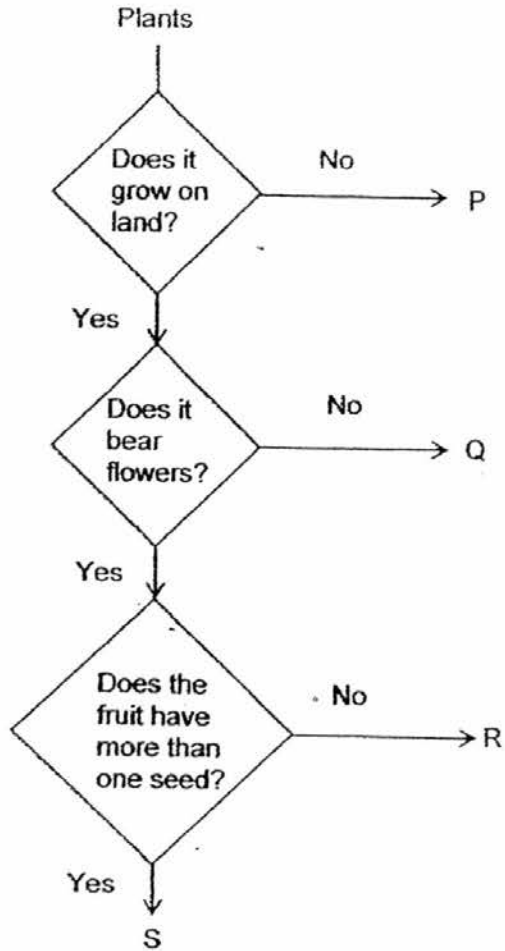 Plants
Does it
grow on
land?
No
P
Yes
Does it
bear
flowers?
No
Q
Yes
Does the
fruit have
more than
one seed?
No
R
Yes
S